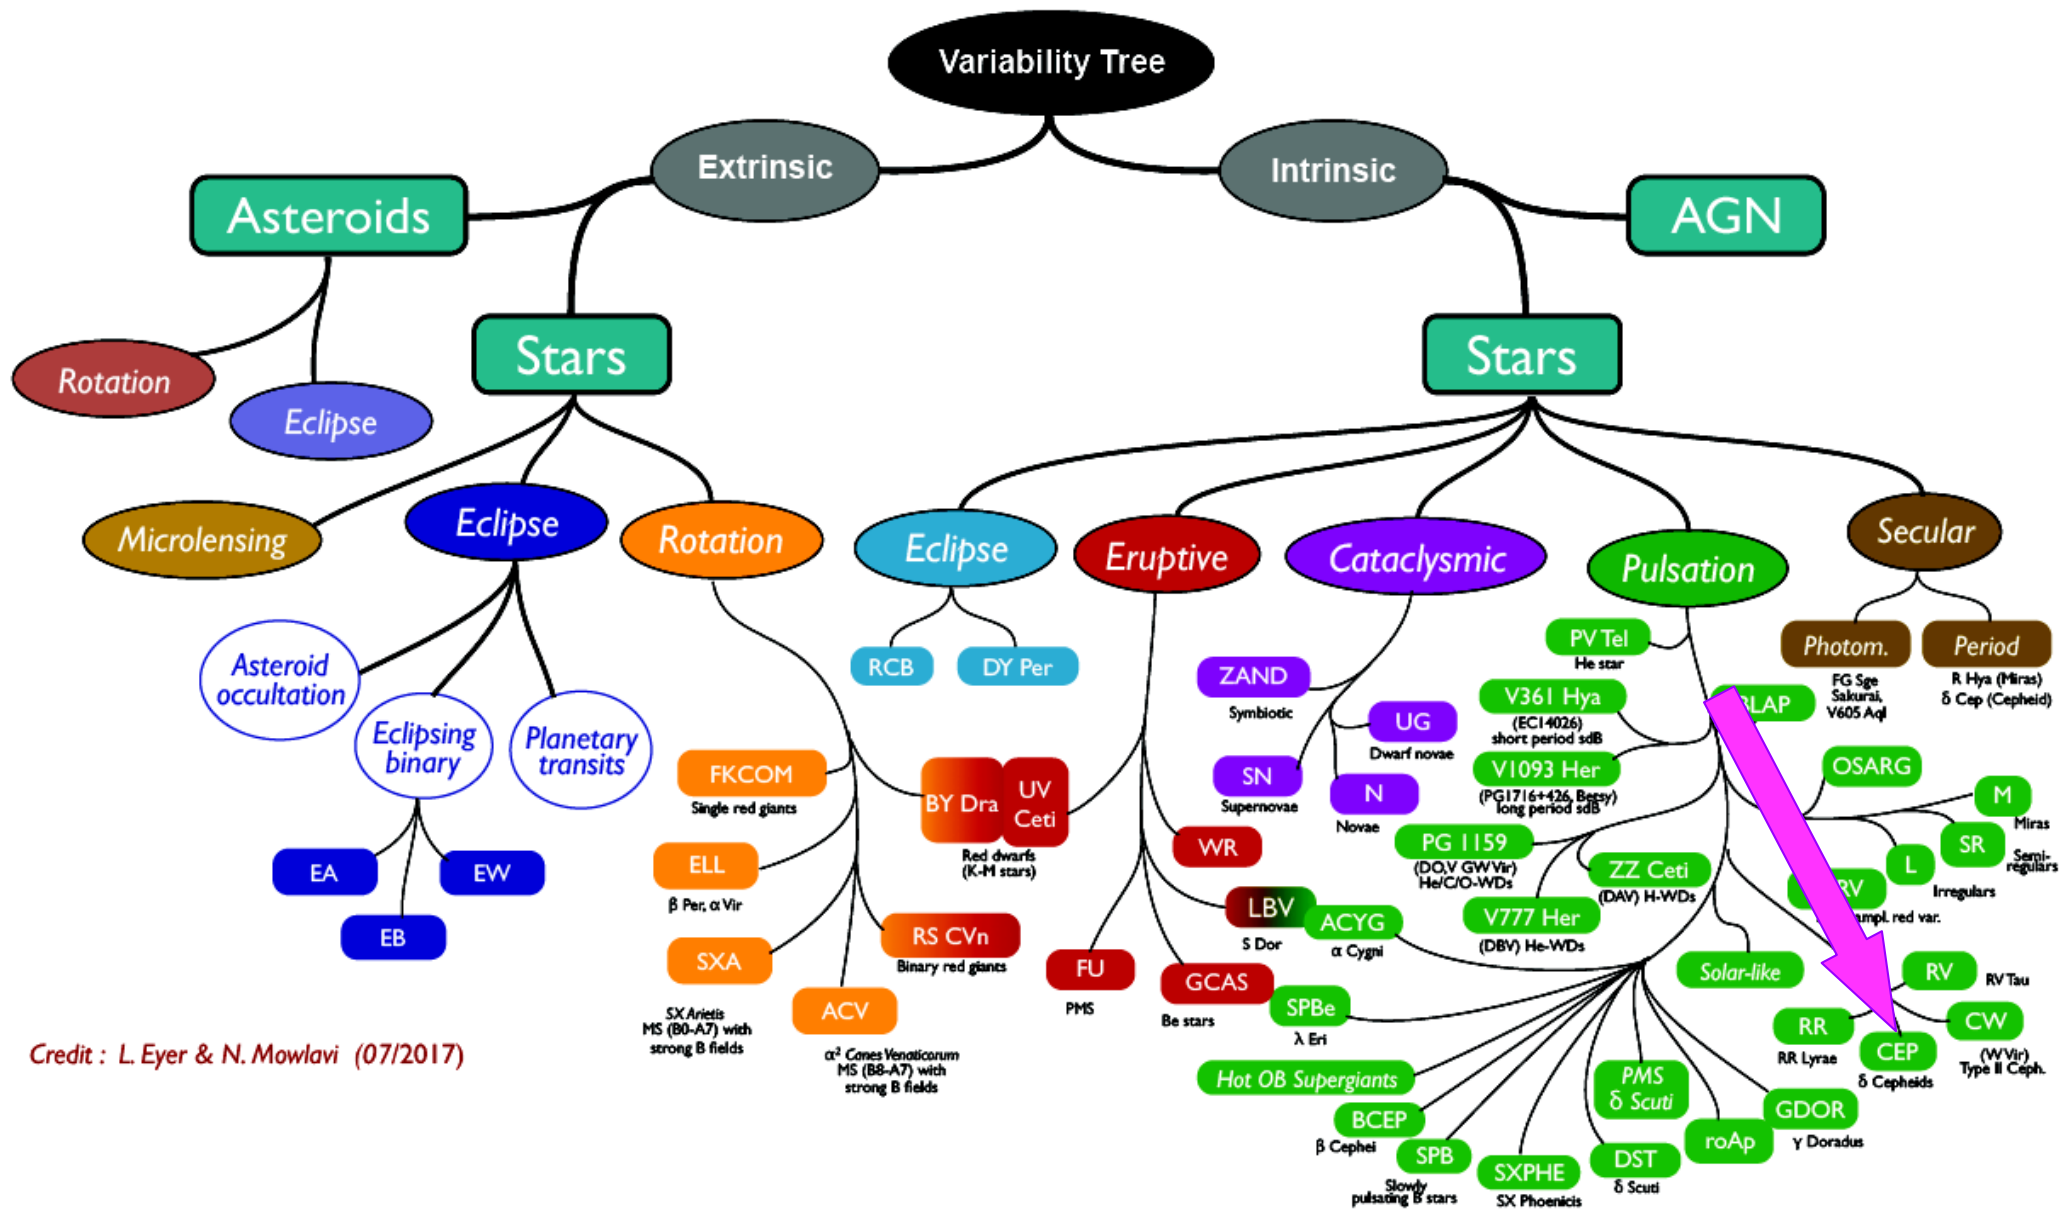 Variability Tree
Extrinsic
Intrinsic
Asteroids
AGN
Stars
Stars
Rotation
Eclipse
Microlensing
Eclipse
Rotation
Eclipse
Eruptive
Cataclysmic
Pulsation
Secular
Asteroid
occultation
Eclipsing
binary
Planetary
transits
EA
EB
EW
FKCOM
Single red giants
ELL
β Per, α Vir
SXA
SX Arietis
MS (B0-A7) with
strong B fields
ACV
α² Canes Venaticorum
MS (B8-A7) with
strong B fields
RS CVn
Binary red giants
BY Dra
UV
Ceti
Red dwarfs
(K-M stars)
RCB
DY Per
WR
LBV
S Dor
FU
PMS
GCAS
Be stars
ZAND
Symbiotic
UG
Dwarf novae
SN
Supernovae
N
Novae
PV Tel
He star
V361 Hya
(EC14026)
short period sdB
V1093 Her
(PG1716+426, Betsy)
long period sdB
PG 1159
(DO,V GW Vir)
He/C/O-WDs
ZZ Ceti
(DAV) H-WDs
V777 Her
(DBV) He-WDs
ACYG
α Cygni
SPBe
λ Eri
Hot OB Supergiants
BCEP
β Cephei
SPB
Slowly
pulsating B stars
SXPHE
SX Phoenicis
DST
δ Scuti
PMS
δ Scuti
roAp
GDOR
γ Doradus
Solar-like
OSARG
M
Miras
SR
Semi-
regulars
L
Irregulars
ampl. red var.
RV
RV Tau
RR
RR Lyrae
CEP
δ Cepheids
CW
(W Vir)
Type II Ceph.
Photom.
FG Sge
Sakurai,
V605 Aql
Period
R Hya (Miras)
δ Cep (Cepheid)
Credit : L. Eyer & N. Mowlavi (07/2017)